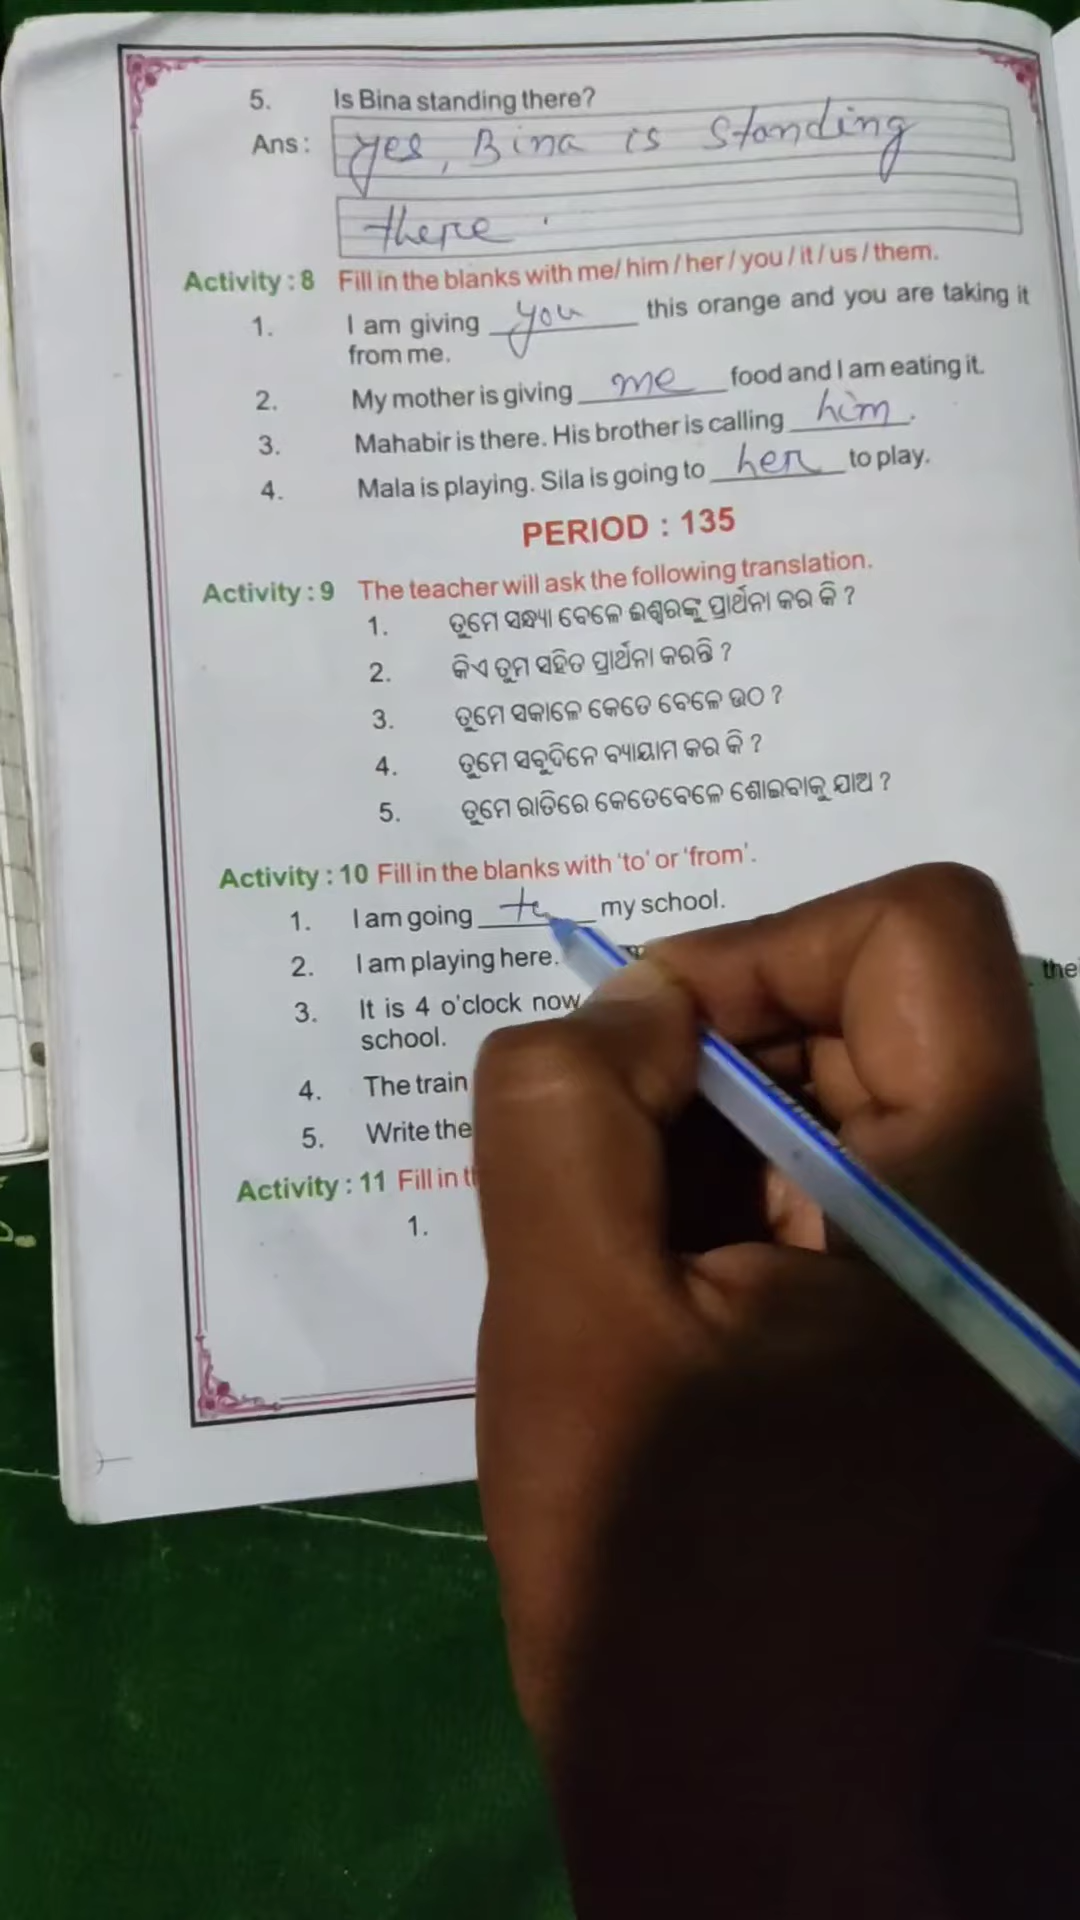 5. Is Bina standing there?
Ans : yes, Bina is standing
there .
Activity : 8 Fill in the blanks with me/ him / her / you / it / us / them.
1. I am giving you this orange and you are taking it
from me.
2. My mother is giving me food and I am eating it.
3. Mahabir is there. His brother is calling him.
4. Mala is playing. Sila is going to her to play.
PERIOD : 135
Activity : 9 The teacher will ask the following translation.
1. ତୁମେ ସନ୍ଧ୍ୟା ବେଳେ ଈଶ୍ୱରଙ୍କୁ ପ୍ରାର୍ଥନା କର କି ?
2. କିଏ ତୁମ ସହିତ ପ୍ରାର୍ଥନା କରନ୍ତି ?
3. ତୁମେ ସକାଳେ କେତେ ବେଳେ ଉଠ ?
4. ତୁମେ ସବୁଦିନେ ବ୍ୟାୟାମ କର କି ?
5. ତୁମେ ରାତିରେ କେତେବେଳେ ଶୋଇବାକୁ ଯାଅ ?
Activity : 10 Fill in the blanks with 'to' or 'from'.
1. I am going to my school.
2. I am playing here.
3. It is 4 o'clock now
school.
4. The train
5. Write the
Activity : 11 Fill in
1.